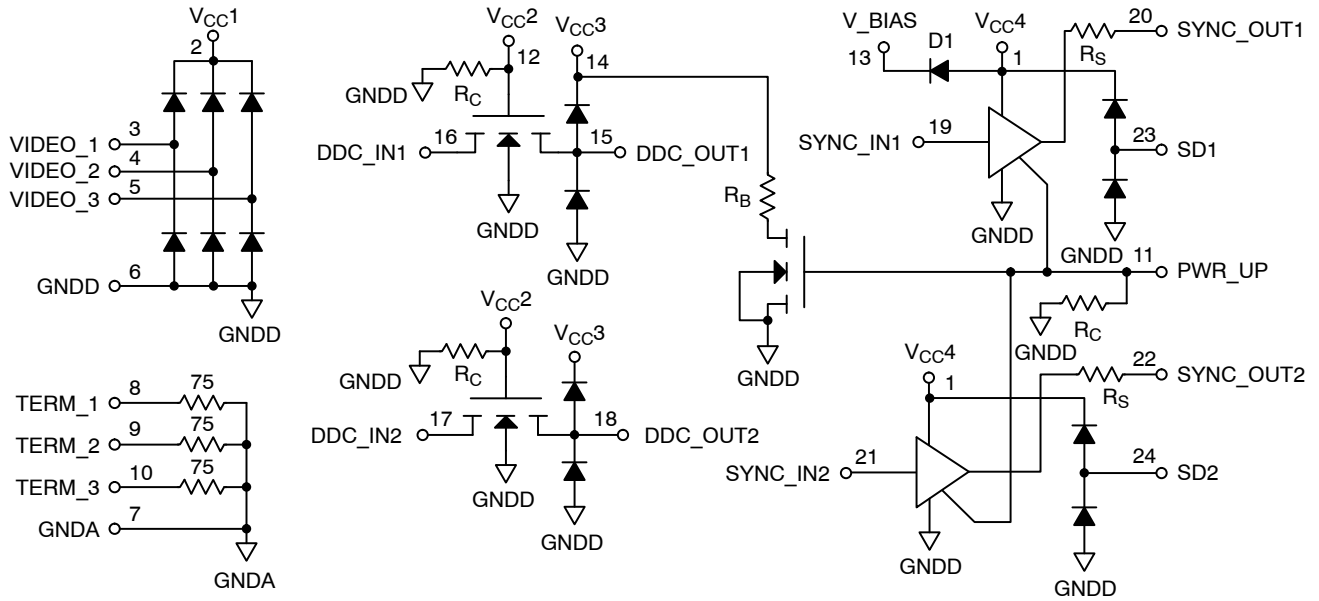 VCC1
2
VIDEO_1
3
VIDEO_2
4
VIDEO_3
5
GNDD
6
GNDD
TERM_1
8
75
TERM_2
9
75
TERM_3
10
75
GNDA
7
GNDA
VCC2
12
GNDD
RC
VCC3
14
DDC_IN1
16
15
DDC_OUT1
GNDD
GNDD
RB
GNDD
VCC2
GNDD
RC
VCC3
DDC_IN2
17
18
DDC_OUT2
GNDD
GNDD
V_BIAS
13
D1
VCC4
1
20
SYNC_OUT1
RS
SYNC_IN1
19
23
SD1
GNDD
GNDD
11
PWR_UP
GNDD
RC
VCC4
1
22
SYNC_OUT2
RS
SYNC_IN2
21
24
SD2
GNDD
GNDD